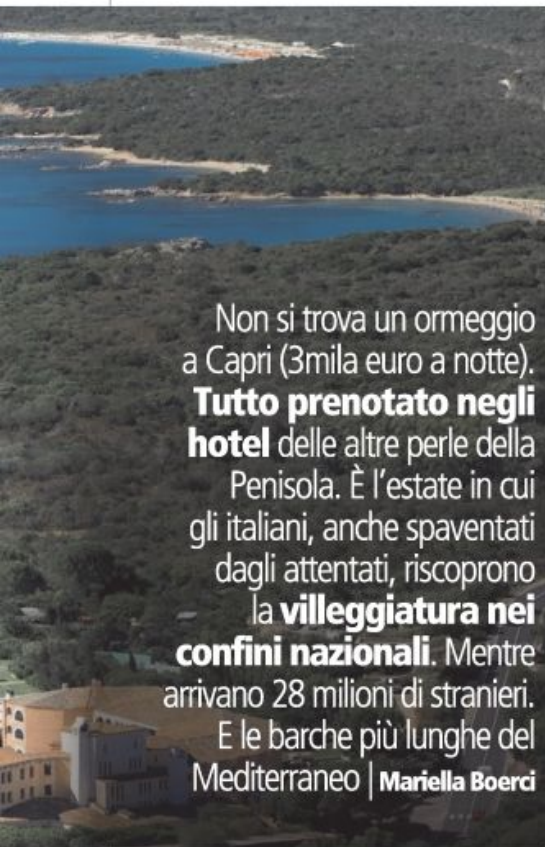 Non si trova un ormeggio
a Capri (3mila euro a notte).
Tutto prenotato negli
hotel delle altre perle della
Penisola. È l'estate in cui
gli italiani, anche spaventati
dagli attentati, riscoprono
la villeggiatura nei
confini nazionali. Mentre
arrivano 28 milioni di stranieri.
E le barche più lunghe del
Mediterraneo | Mariella Boerci